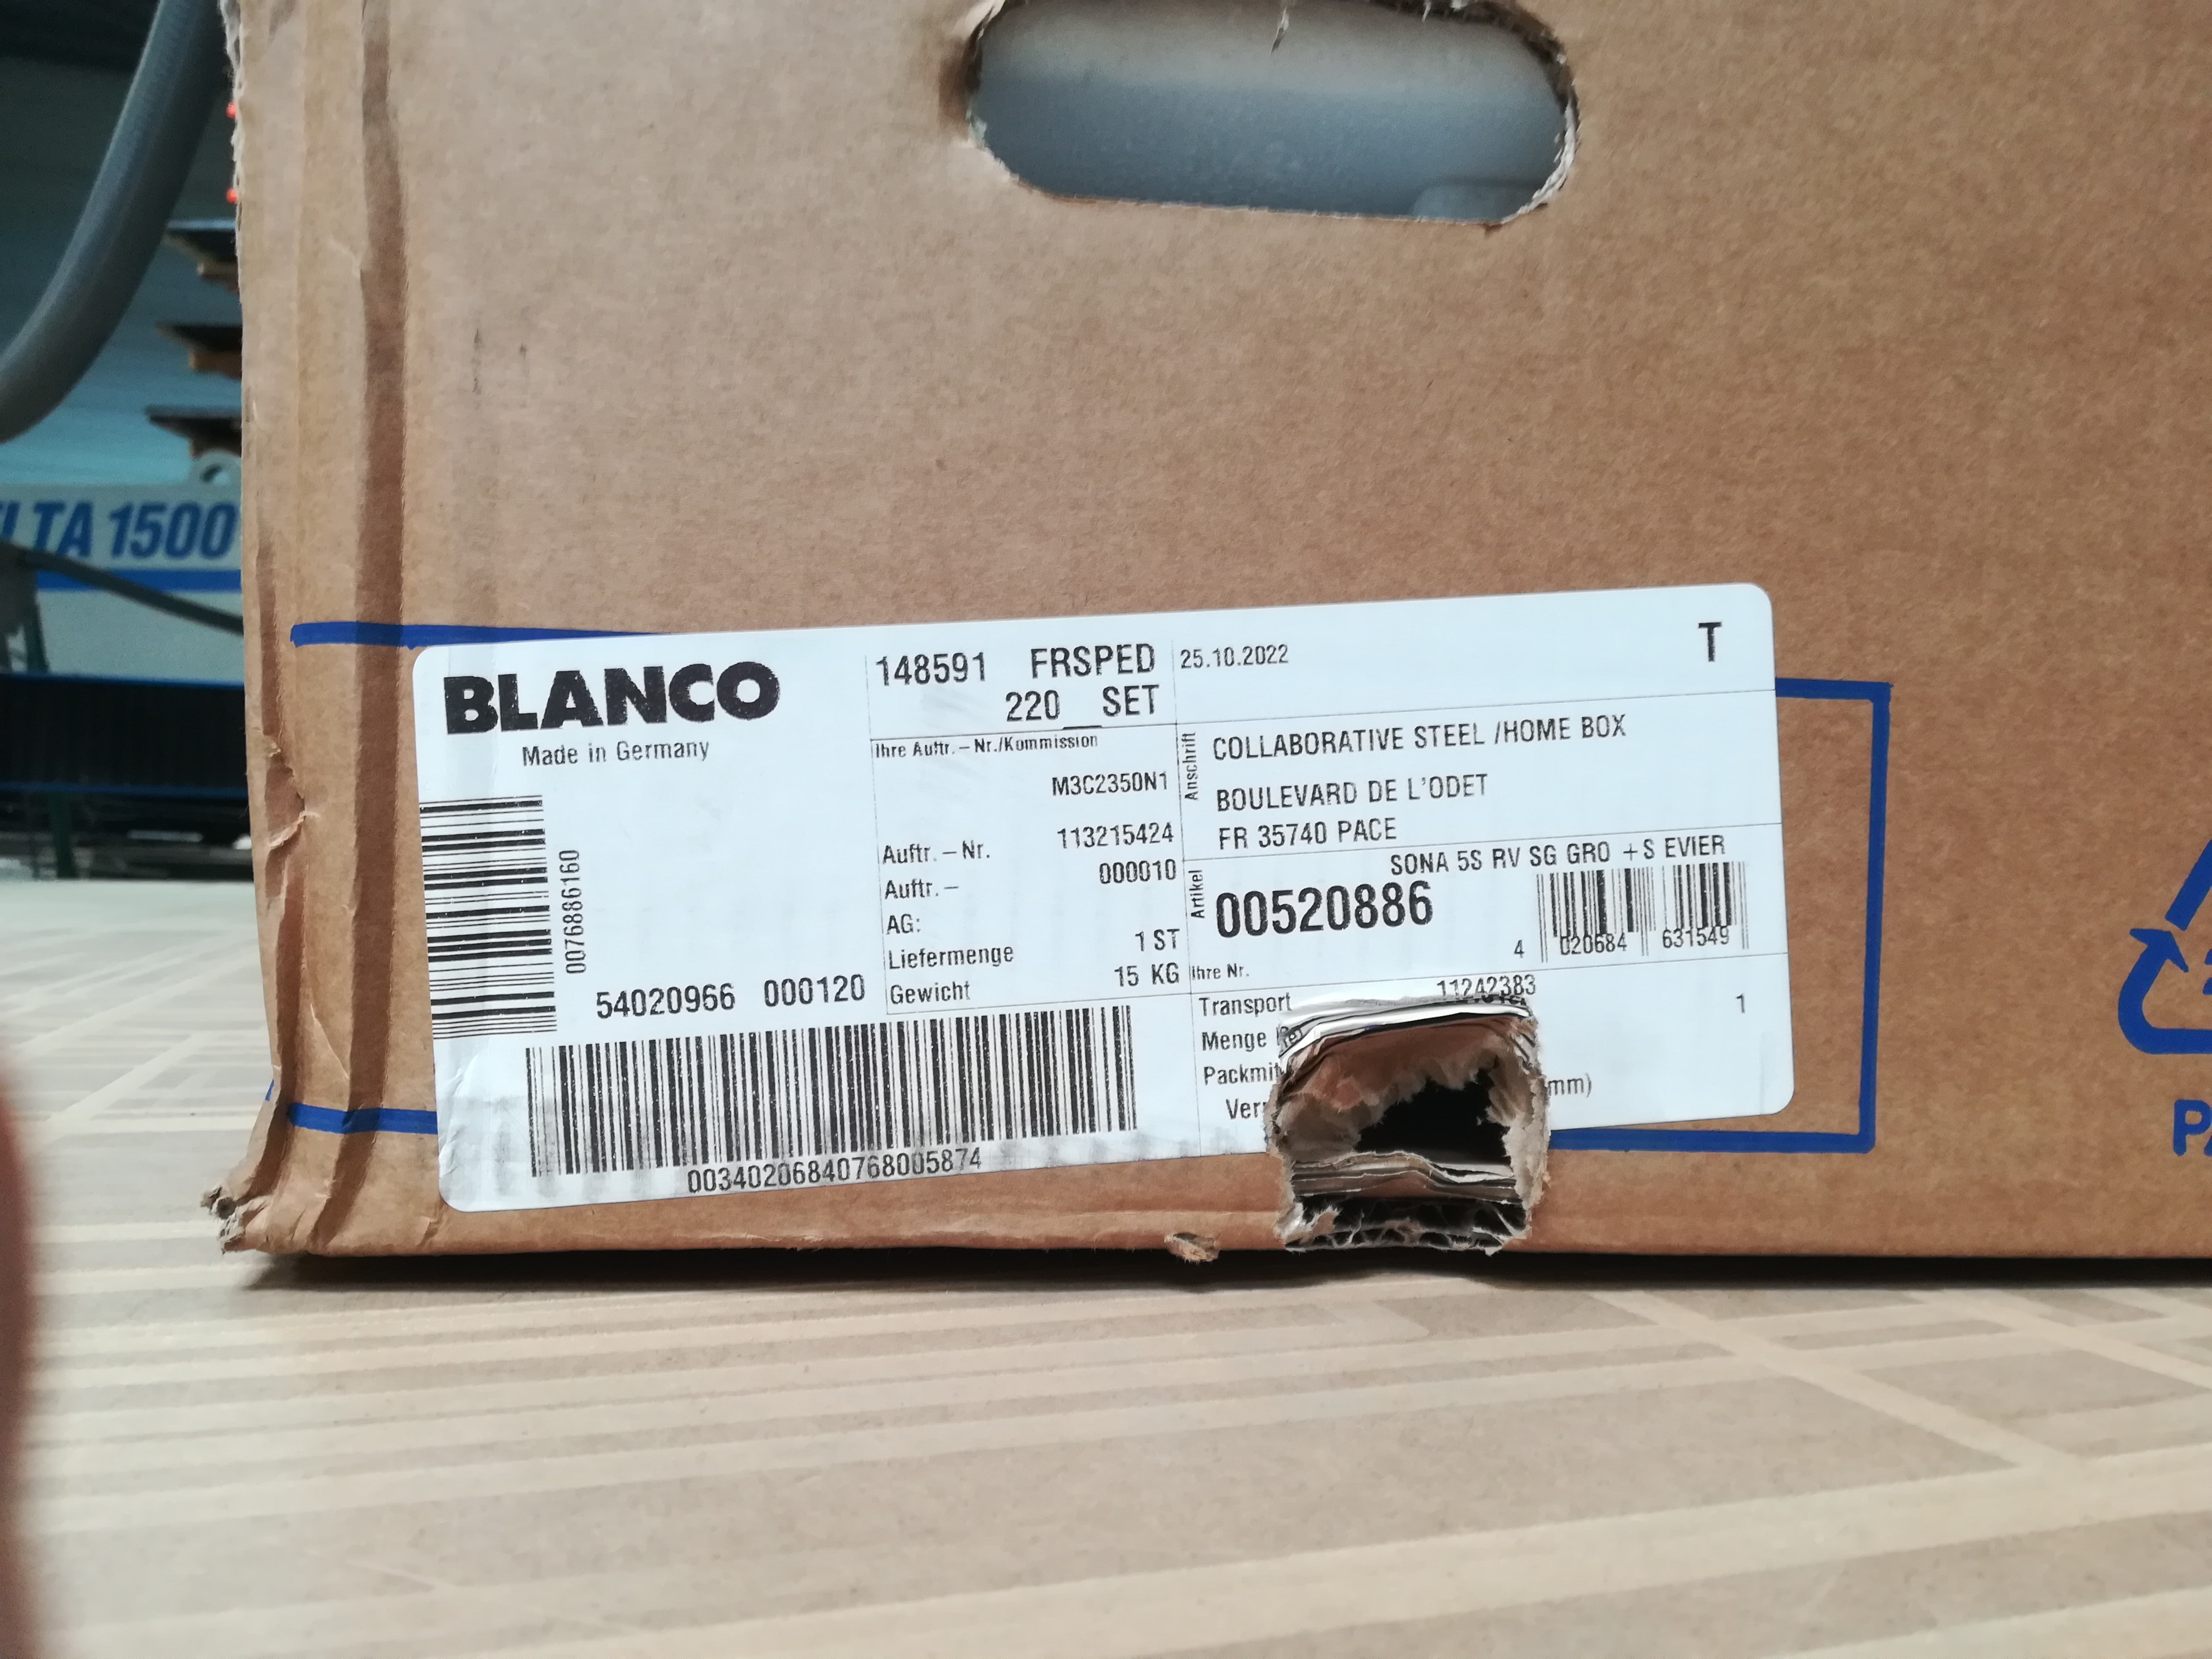 LTA 1500
BLANCO
Made in Germany
0076886160
54020966 000120
00340206840768005874
148591 FRSPED
220__SET
Ihre Auftr.-Nr./Kommission
M3C2350N1
Auftr.-Nr. 113215424
Auftr.- 000010
AG:
Liefermenge 1 ST
Gewicht 15 KG
25.10.2022
T
Anschrift
COLLABORATIVE STEEL /HOME BOX
BOULEVARD DE L'ODET
FR 35740 PACE
SONA 5S RV SG GRO +S EVIER
Artikel
00520886
4 020684 631549
Ihre Nr.
Transport 11242383
1
Menge
Packmit
Ver mm)